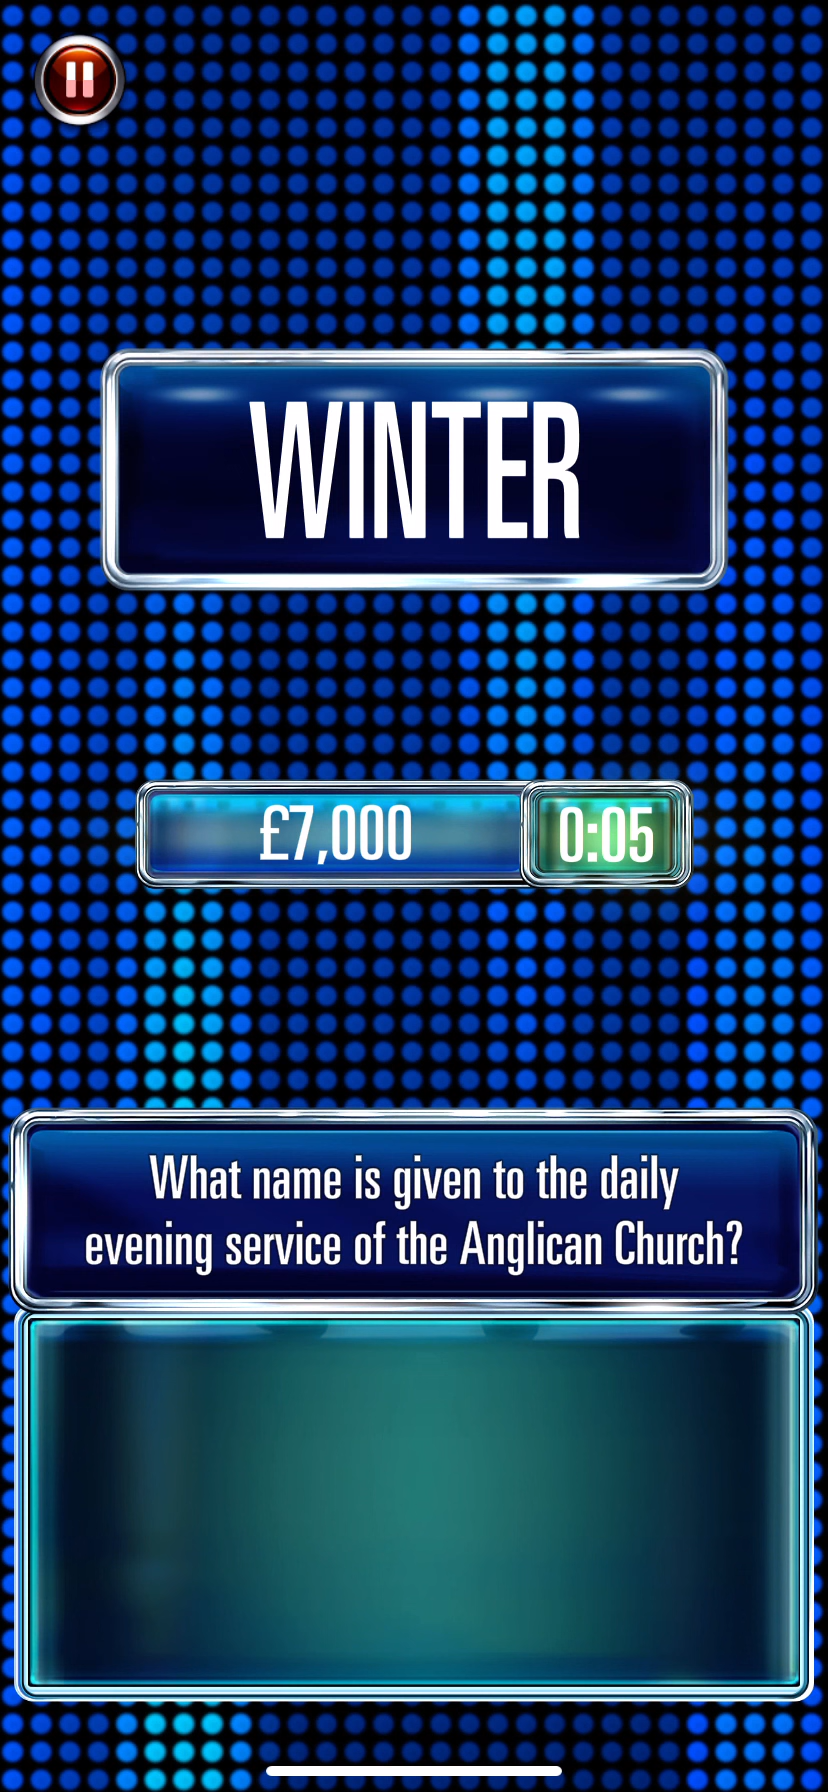 WINTER
£7,000
0:05
What name is given to the daily
evening service of the Anglican Church?